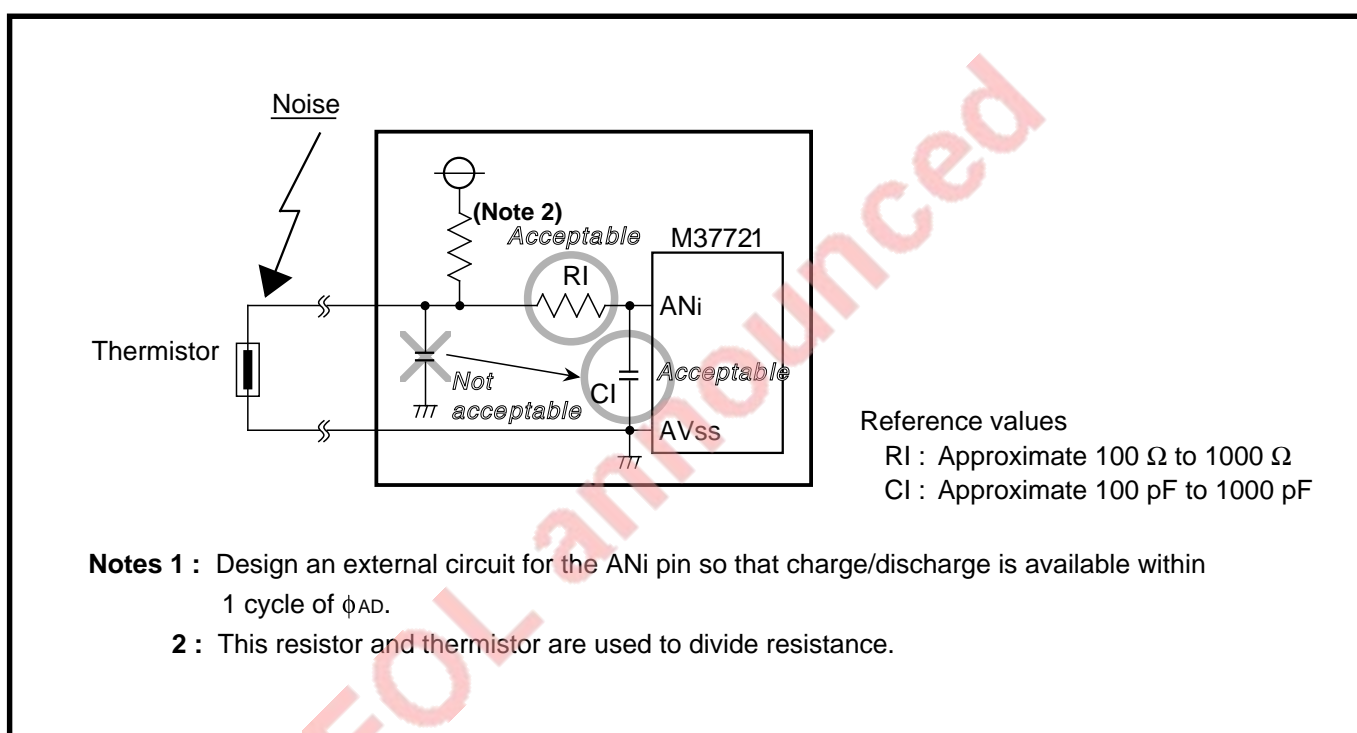 Noise
(Note 2)
Acceptable
M37721
RI
ANi
Thermistor
Not
acceptable
CI
Acceptable
AVss
Reference values
RI : Approximate 100 Ω to 1000 Ω
CI : Approximate 100 pF to 1000 pF
Notes 1 : Design an external circuit for the ANi pin so that charge/discharge is available within
1 cycle of ϕAD.
2 : This resistor and thermistor are used to divide resistance.
EOL announced